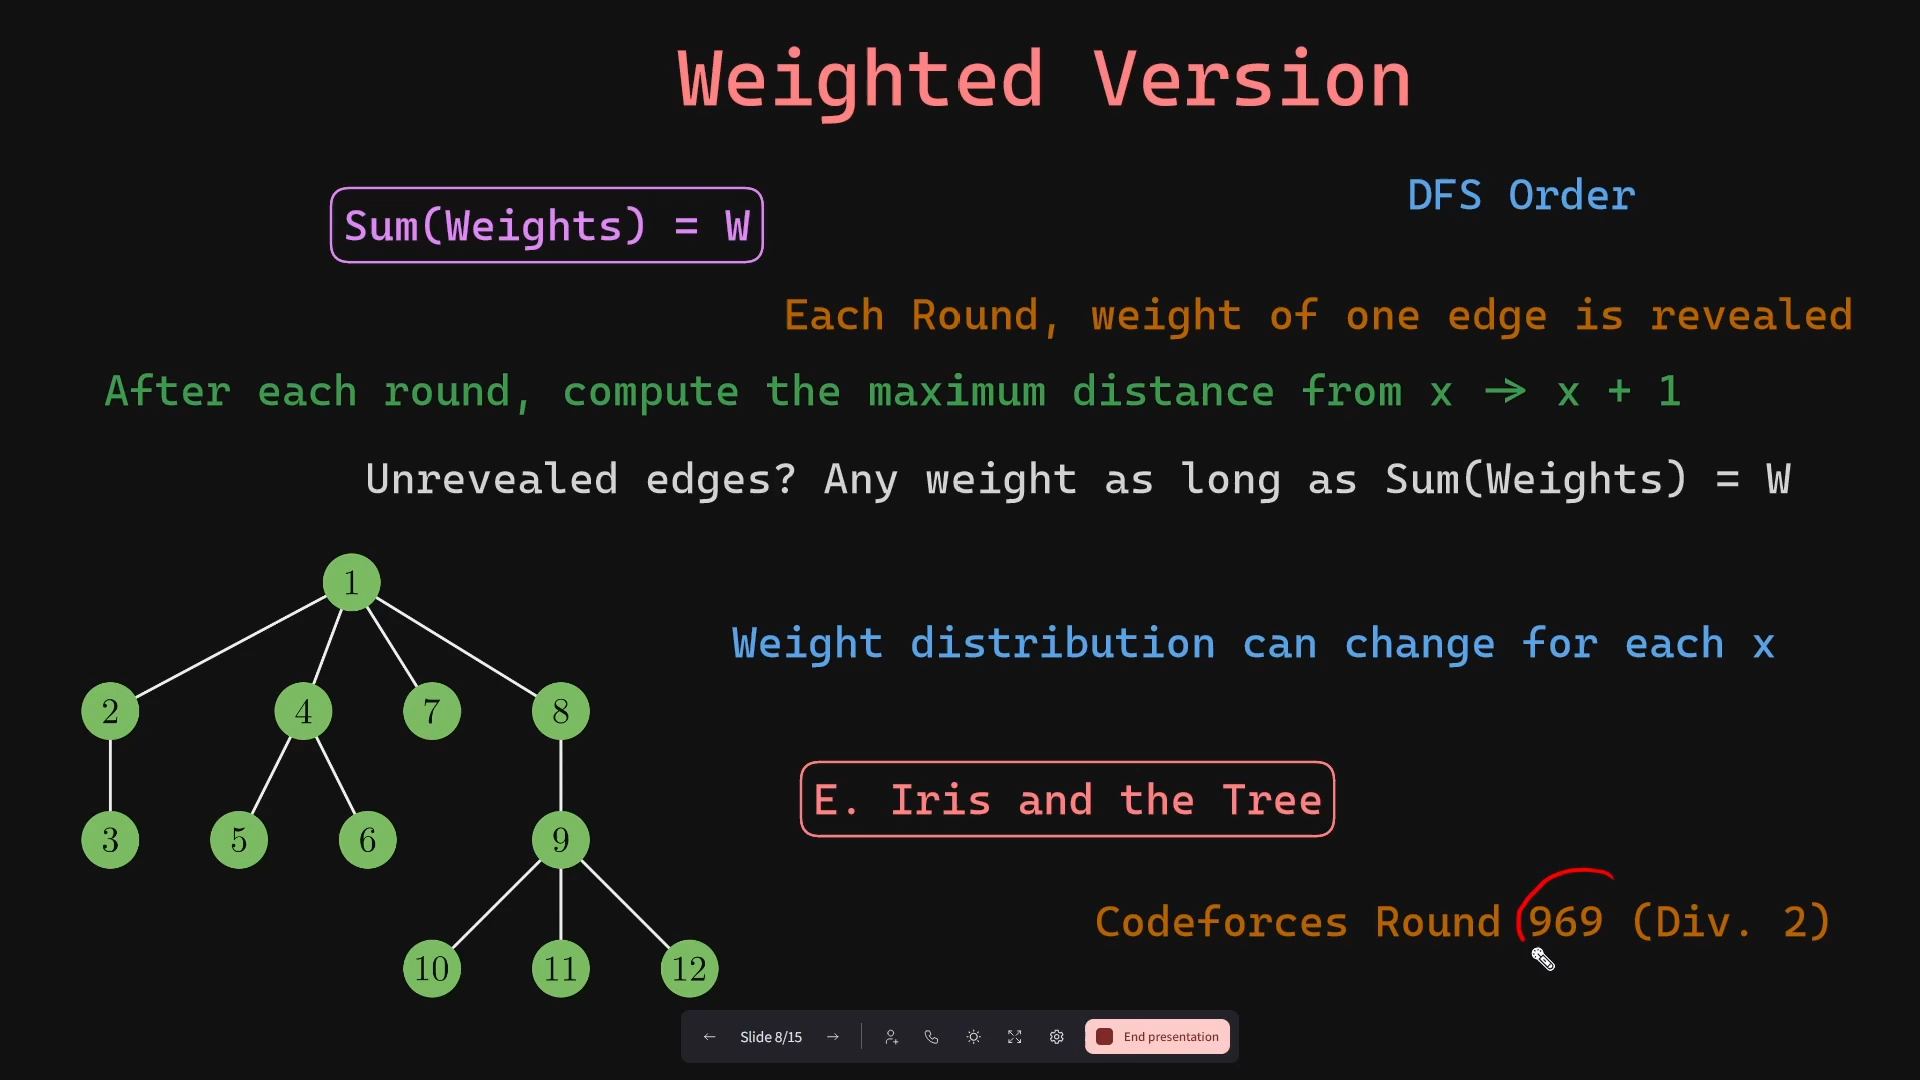 Weighted Version
DFS Order
Sum(Weights) = W
Each Round, weight of one edge is revealed
After each round, compute the maximum distance from x → x + 1
Unrevealed edges? Any weight as long as Sum(Weights) = W
1
Weight distribution can change for each x
2 4 7 8
E. Iris and the Tree
3 5 6 9
Codeforces Round 969 (Div. 2)
10 11 12
← Slide 8/15 → End presentation